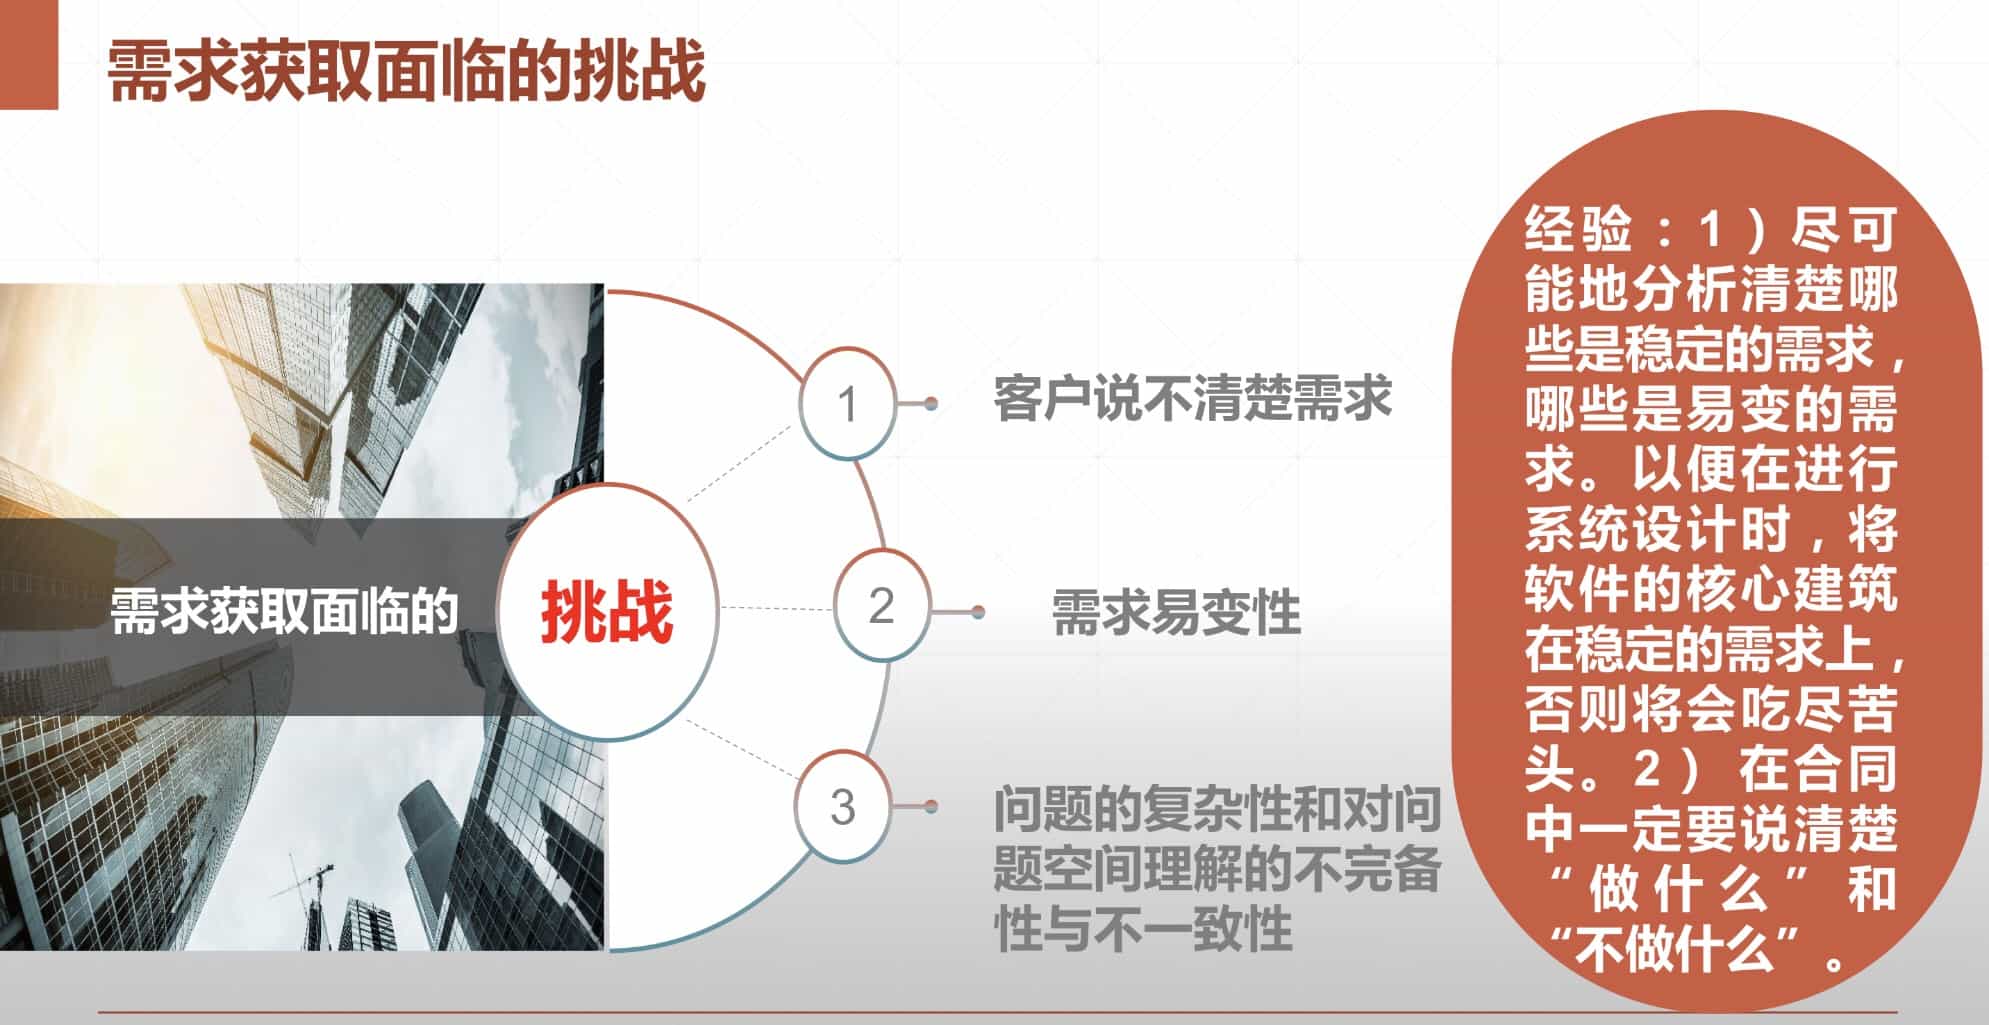 需求获取面临的挑战
需求获取面临的
挑战
1
客户说不清楚需求
2
需求易变性
3
问题的复杂性和对问
题空间理解的不完备
性与不一致性
经验：1）尽可
能地分析清楚哪
些是稳定的需求，
哪些是易变的需
求。以便在进行
系统设计时，将
软件的核心建筑
在稳定的需求上，
否则将会吃尽苦
头。2） 在合同
中一定要说清楚
“做什么”和
“不做什么”。